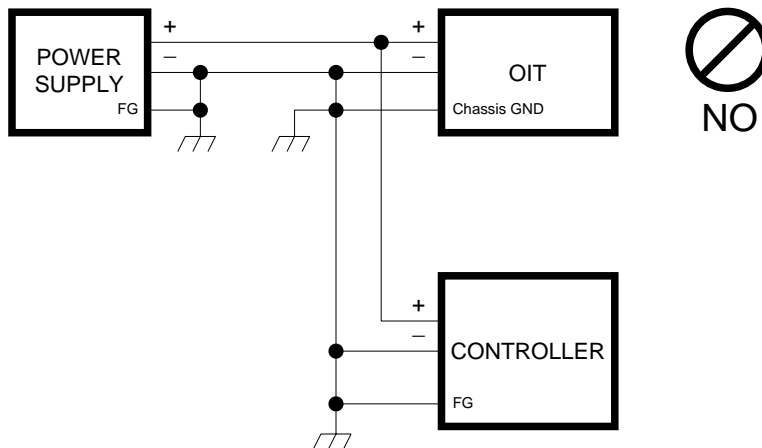 +
+
POWER
SUPPLY
–
–
OIT
FG
Chassis GND
NO
+
–
CONTROLLER
FG